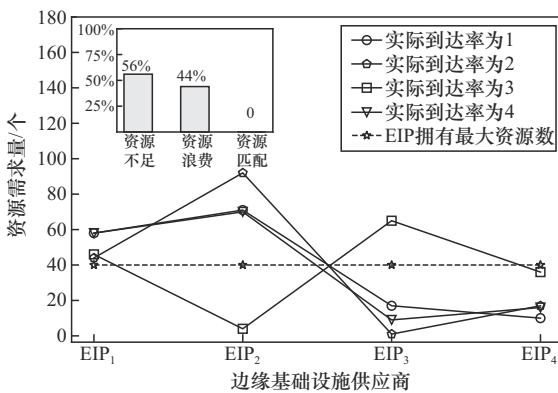 180
160
140
120
100
80
60
40
20
0
资源需求量/个
100%
75%
50%
25%
56%
44%
0
资源不足
资源浪费
资源匹配
实际到达率为1
实际到达率为2
实际到达率为3
实际到达率为4
EIP拥有最大资源数
EIP₁
EIP₂
EIP₃
EIP₄
边缘基础设施供应商